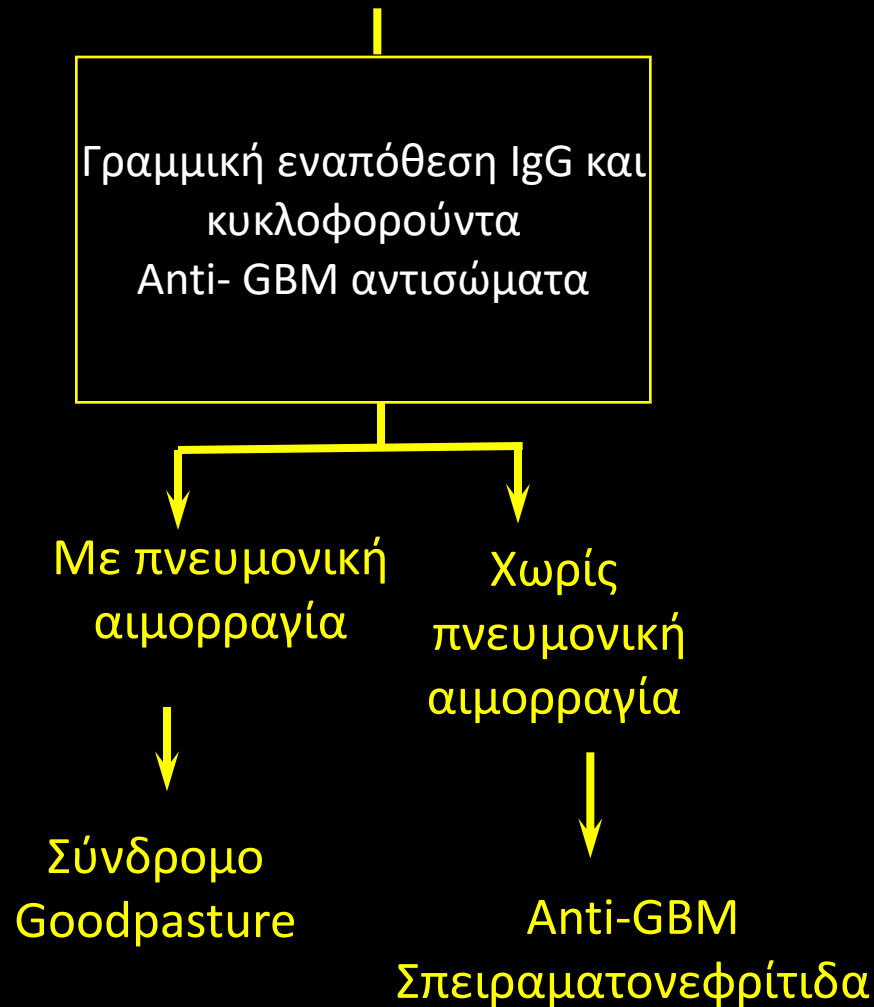 Γραμμική εναπόθεση IgG και
κυκλοφορούντα
Anti- GBM αντισώματα
Με πνευμονική
αιμορραγία
Χωρίς
πνευμονική
αιμορραγία
Σύνδρομο
Goodpasture
Anti-GBM
Σπειραματονεφρίτιδα